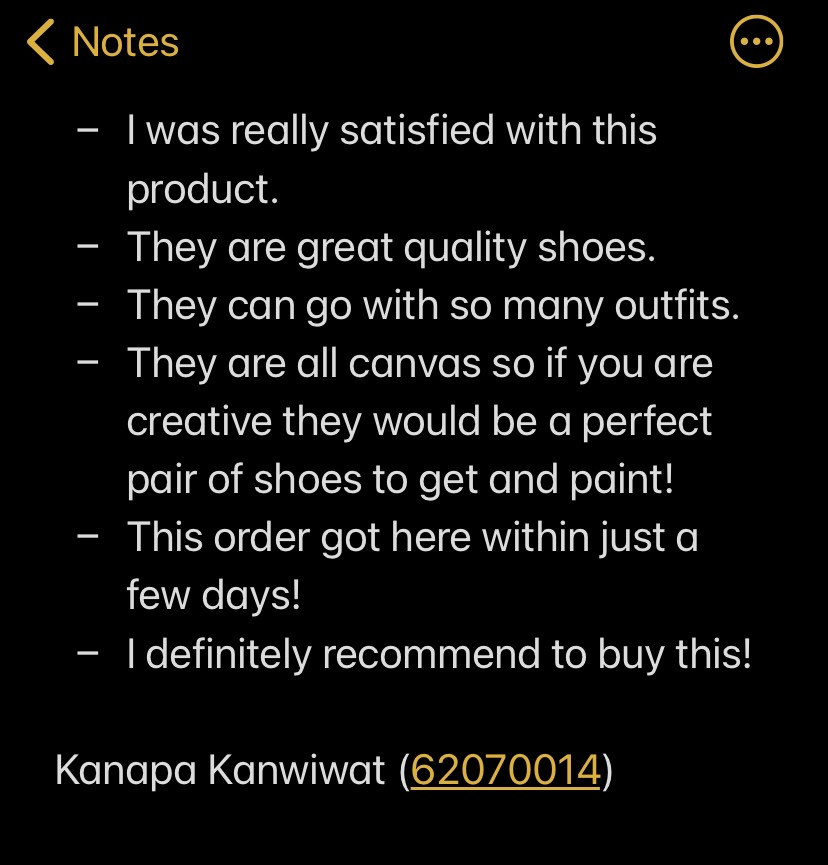 Notes
– I was really satisfied with this
product.
– They are great quality shoes.
– They can go with so many outfits.
– They are all canvas so if you are
creative they would be a perfect
pair of shoes to get and paint!
– This order got here within just a
few days!
– I definitely recommend to buy this!
Kanapa Kanwiwat (62070014)